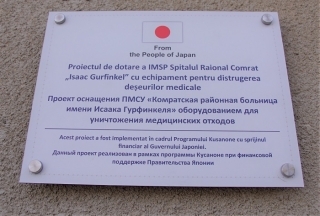 From
the People of Japan
Proiectul de dotare a IMSP Spitalul Raional Comrat
„Isaac Gurfinkel” cu echipament pentru distrugerea
deșeurilor medicale
Проект оснащения ПМСУ «Комратская районная больница
имени Исаака Гурфинкеля» оборудованием для
уничтожения медицинских отходов
Acest proiect a fost implementat în cadrul Programului Kusanone cu sprijinul
financiar al Guvernului Japoniei.
Данный проект реализован в рамках программы Кусаноне при финансовой
поддержке Правительства Японии